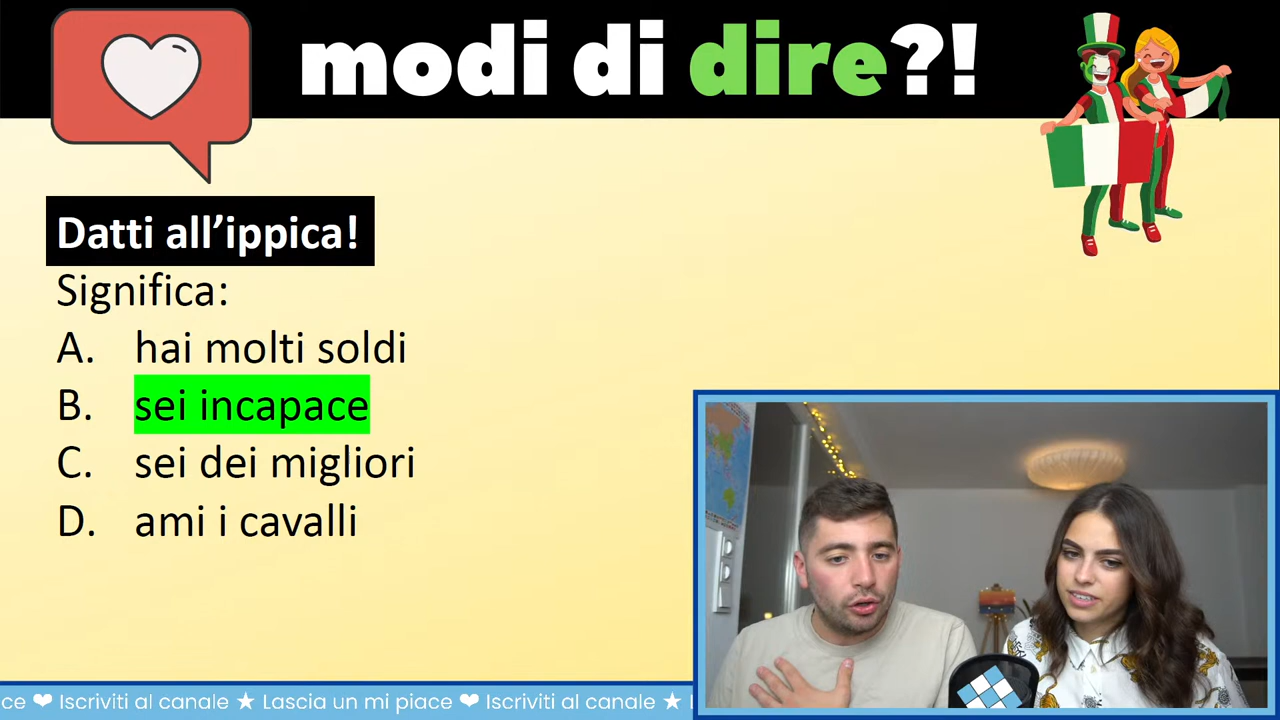 modi di dire?!
Datti all’ippica!
Significa:
A. hai molti soldi
B. sei incapace
C. sei dei migliori
D. ami i cavalli
ce ❤ Iscriviti al canale ★ Lascia un mi piace ❤ Iscriviti al canale ★